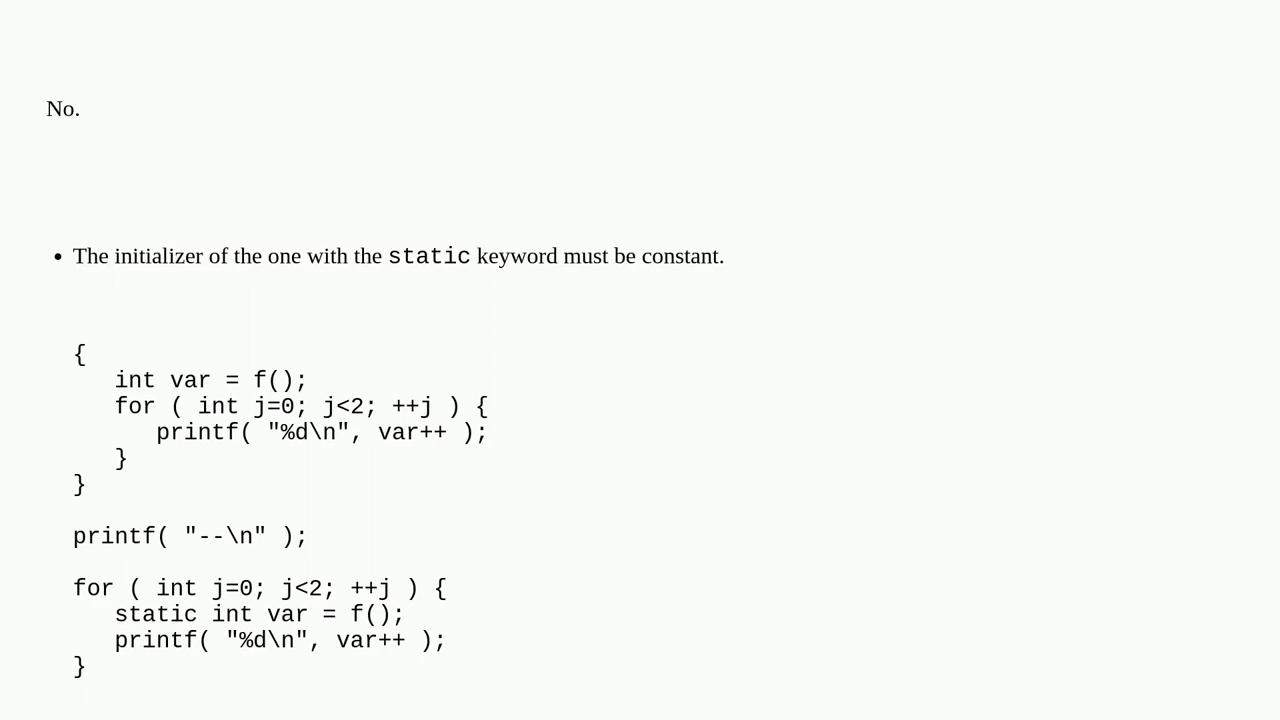 No.
• The initializer of the one with the static keyword must be constant.
{
   int var = f();
   for ( int j=0; j<2; ++j ) {
      printf( "%d\n", var++ );
   }
}
printf( "--\n" );
for ( int j=0; j<2; ++j ) {
   static int var = f();
   printf( "%d\n", var++ );
}